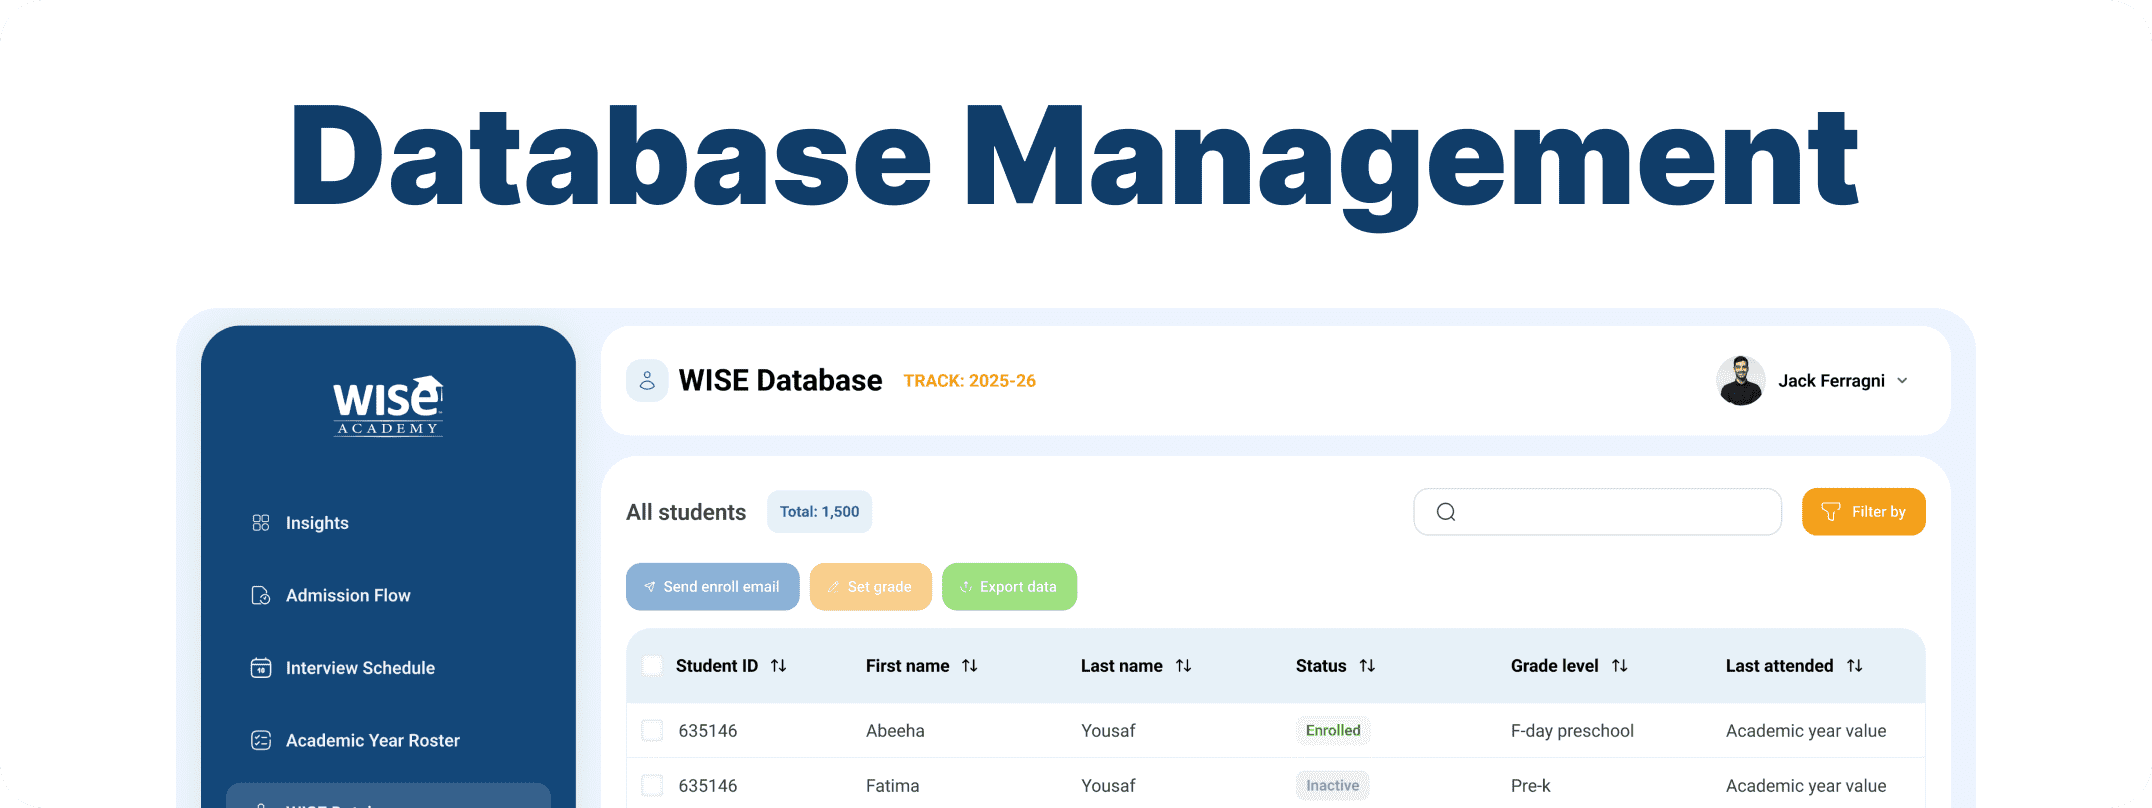 Database Management
WISE
ACADEMY
Insights
Admission Flow
Interview Schedule
10
Academic Year Roster
WISE Database TRACK: 2025-26
Jack Ferragni
All students Total: 1,500
Filter by
Send enroll email Set grade Export data
Student ID First name Last name Status Grade level Last attended
635146 Abeeha Yousaf Enrolled F-day preschool Academic year value
635146 Fatima Yousaf Inactive Pre-k Academic year value